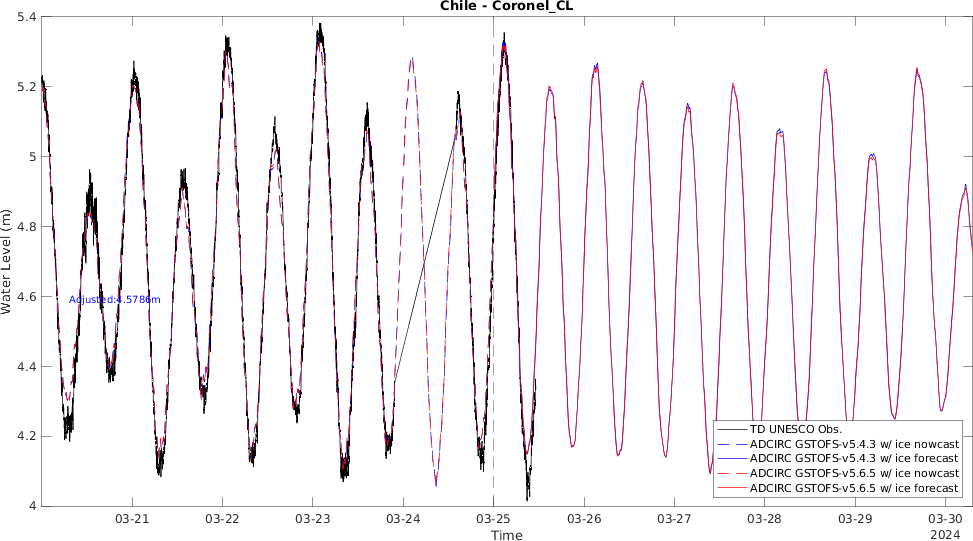 Chile - Coronel_CL
5.4
5.2
5
4.8
4.6
4.4
4.2
4
Water Level (m)
Adjusted:4.5786m
TD UNESCO Obs.
ADCIRC GSTOFS-v5.4.3 w/ ice nowcast
ADCIRC GSTOFS-v5.4.3 w/ ice forecast
ADCIRC GSTOFS-v5.6.5 w/ ice nowcast
ADCIRC GSTOFS-v5.6.5 w/ ice forecast
03-21 03-22 03-23 03-24 03-25 03-26 03-27 03-28 03-29 03-30
2024
Time